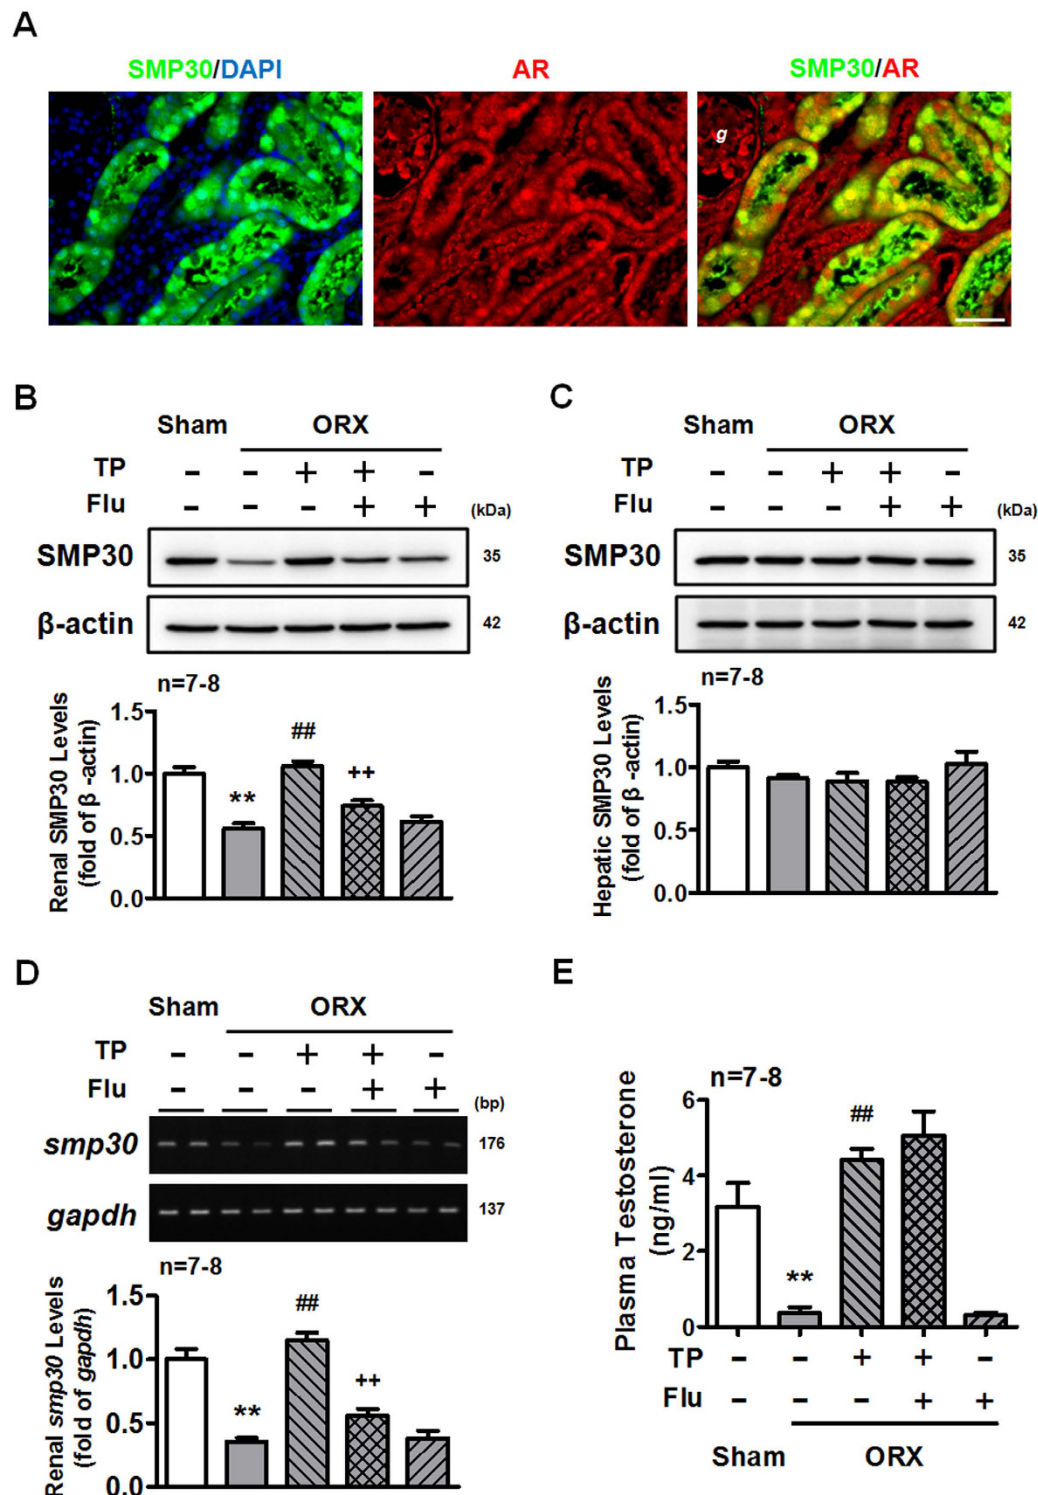 A
SMP30/DAPI
AR
SMP30/AR
g
B
Sham
ORX
TP
- - + + -
Flu
- - - + +
(kDa)
SMP30
35
β-actin
42
n=7-8
Renal SMP30 Levels
(fold of β -actin)
1.5
1.0
0.5
0.0
**
##
++
C
Sham
ORX
TP
- - + + -
Flu
- - - + +
(kDa)
SMP30
35
β-actin
42
n=7-8
Hepatic SMP30 Levels
(fold of β -actin)
1.5
1.0
0.5
0.0
D
Sham
ORX
TP
- - + + -
Flu
- - - + +
(bp)
smp30
176
gapdh
137
n=7-8
Renal smp30 Levels
(fold of gapdh)
1.5
1.0
0.5
0.0
**
##
++
E
n=7-8
Plasma Testosterone
(ng/ml)
6
4
2
0
**
##
TP
- - + + -
Flu
- - - + +
Sham
ORX